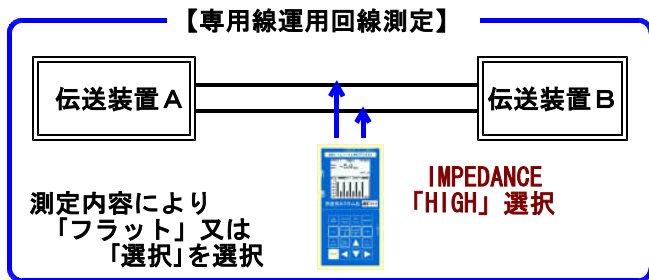 【専用線運用回線測定】
伝送装置A
伝送装置B
IMPEDANCE
「HIGH」選択
測定内容により
「フラット」又は
「選択」を選択